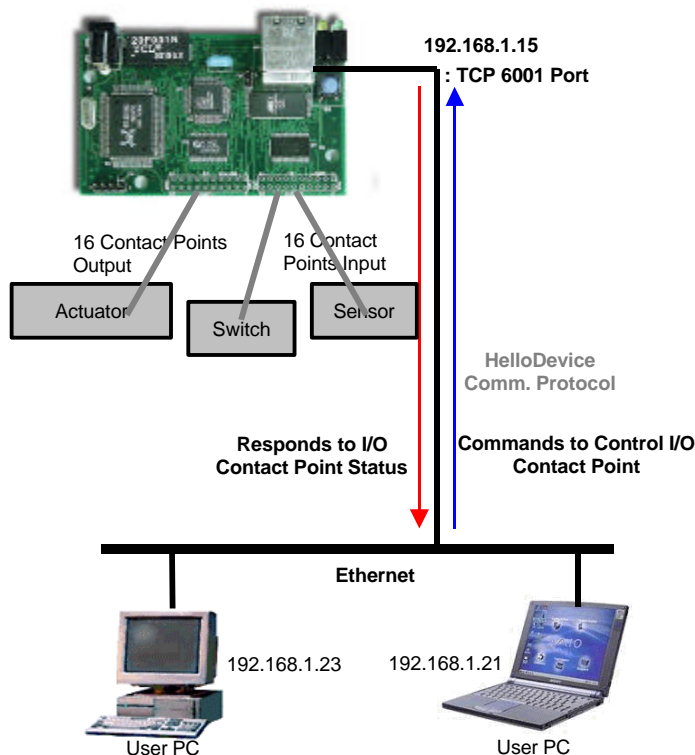 192.168.1.15
: TCP 6001 Port
16 Contact Points
Output
16 Contact
Points Input
Actuator
Switch
Sensor
HelloDevice
Comm. Protocol
Responds to I/O
Contact Point Status
Commands to Control I/O
Contact Point
Ethernet
192.168.1.23
192.168.1.21
User PC
User PC